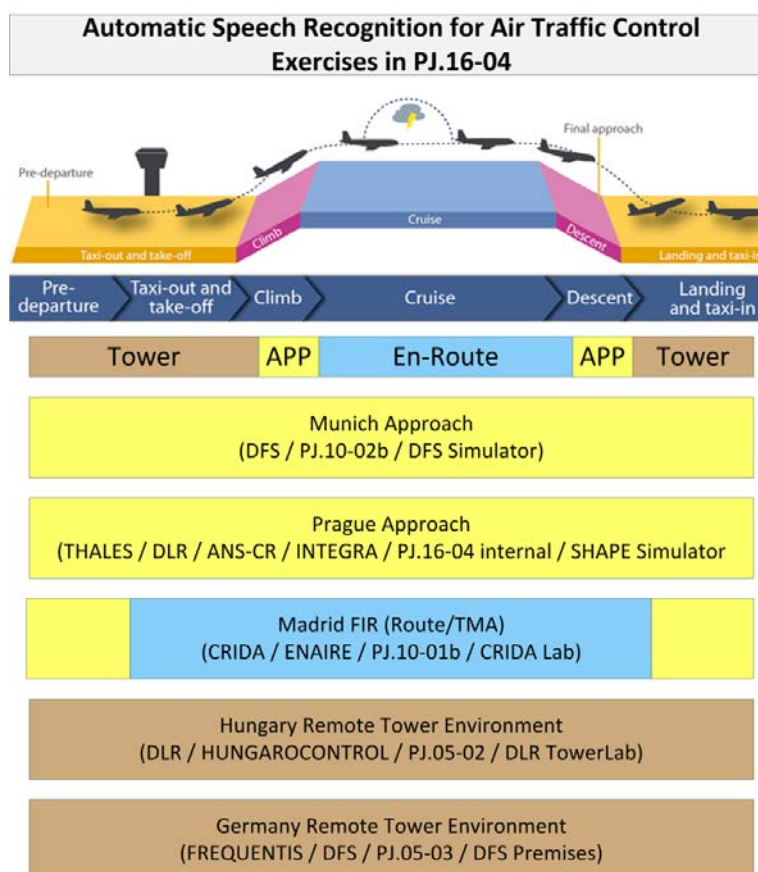 Automatic Speech Recognition for Air Traffic Control
Exercises in PJ.16-04
Final approach
Pre-departure
Cruise
Climb
Descent
Taxi-out and take-off
Landing and taxi-in
Pre-
departure
Taxi-out and
take-off
Climb
Cruise
Descent
Landing
and taxi-in
Tower
APP
En-Route
APP
Tower
Munich Approach
(DFS / PJ.10-02b / DFS Simulator)
Prague Approach
(THALES / DLR / ANS-CR / INTEGRA / PJ.16-04 internal / SHAPE Simulator
Madrid FIR (Route/TMA)
(CRIDA / ENAIRE / PJ.10-01b / CRIDA Lab)
Hungary Remote Tower Environment
(DLR / HUNGAROCONTROL / PJ.05-02 / DLR TowerLab)
Germany Remote Tower Environment
(FREQUENTIS / DFS / PJ.05-03 / DFS Premises)